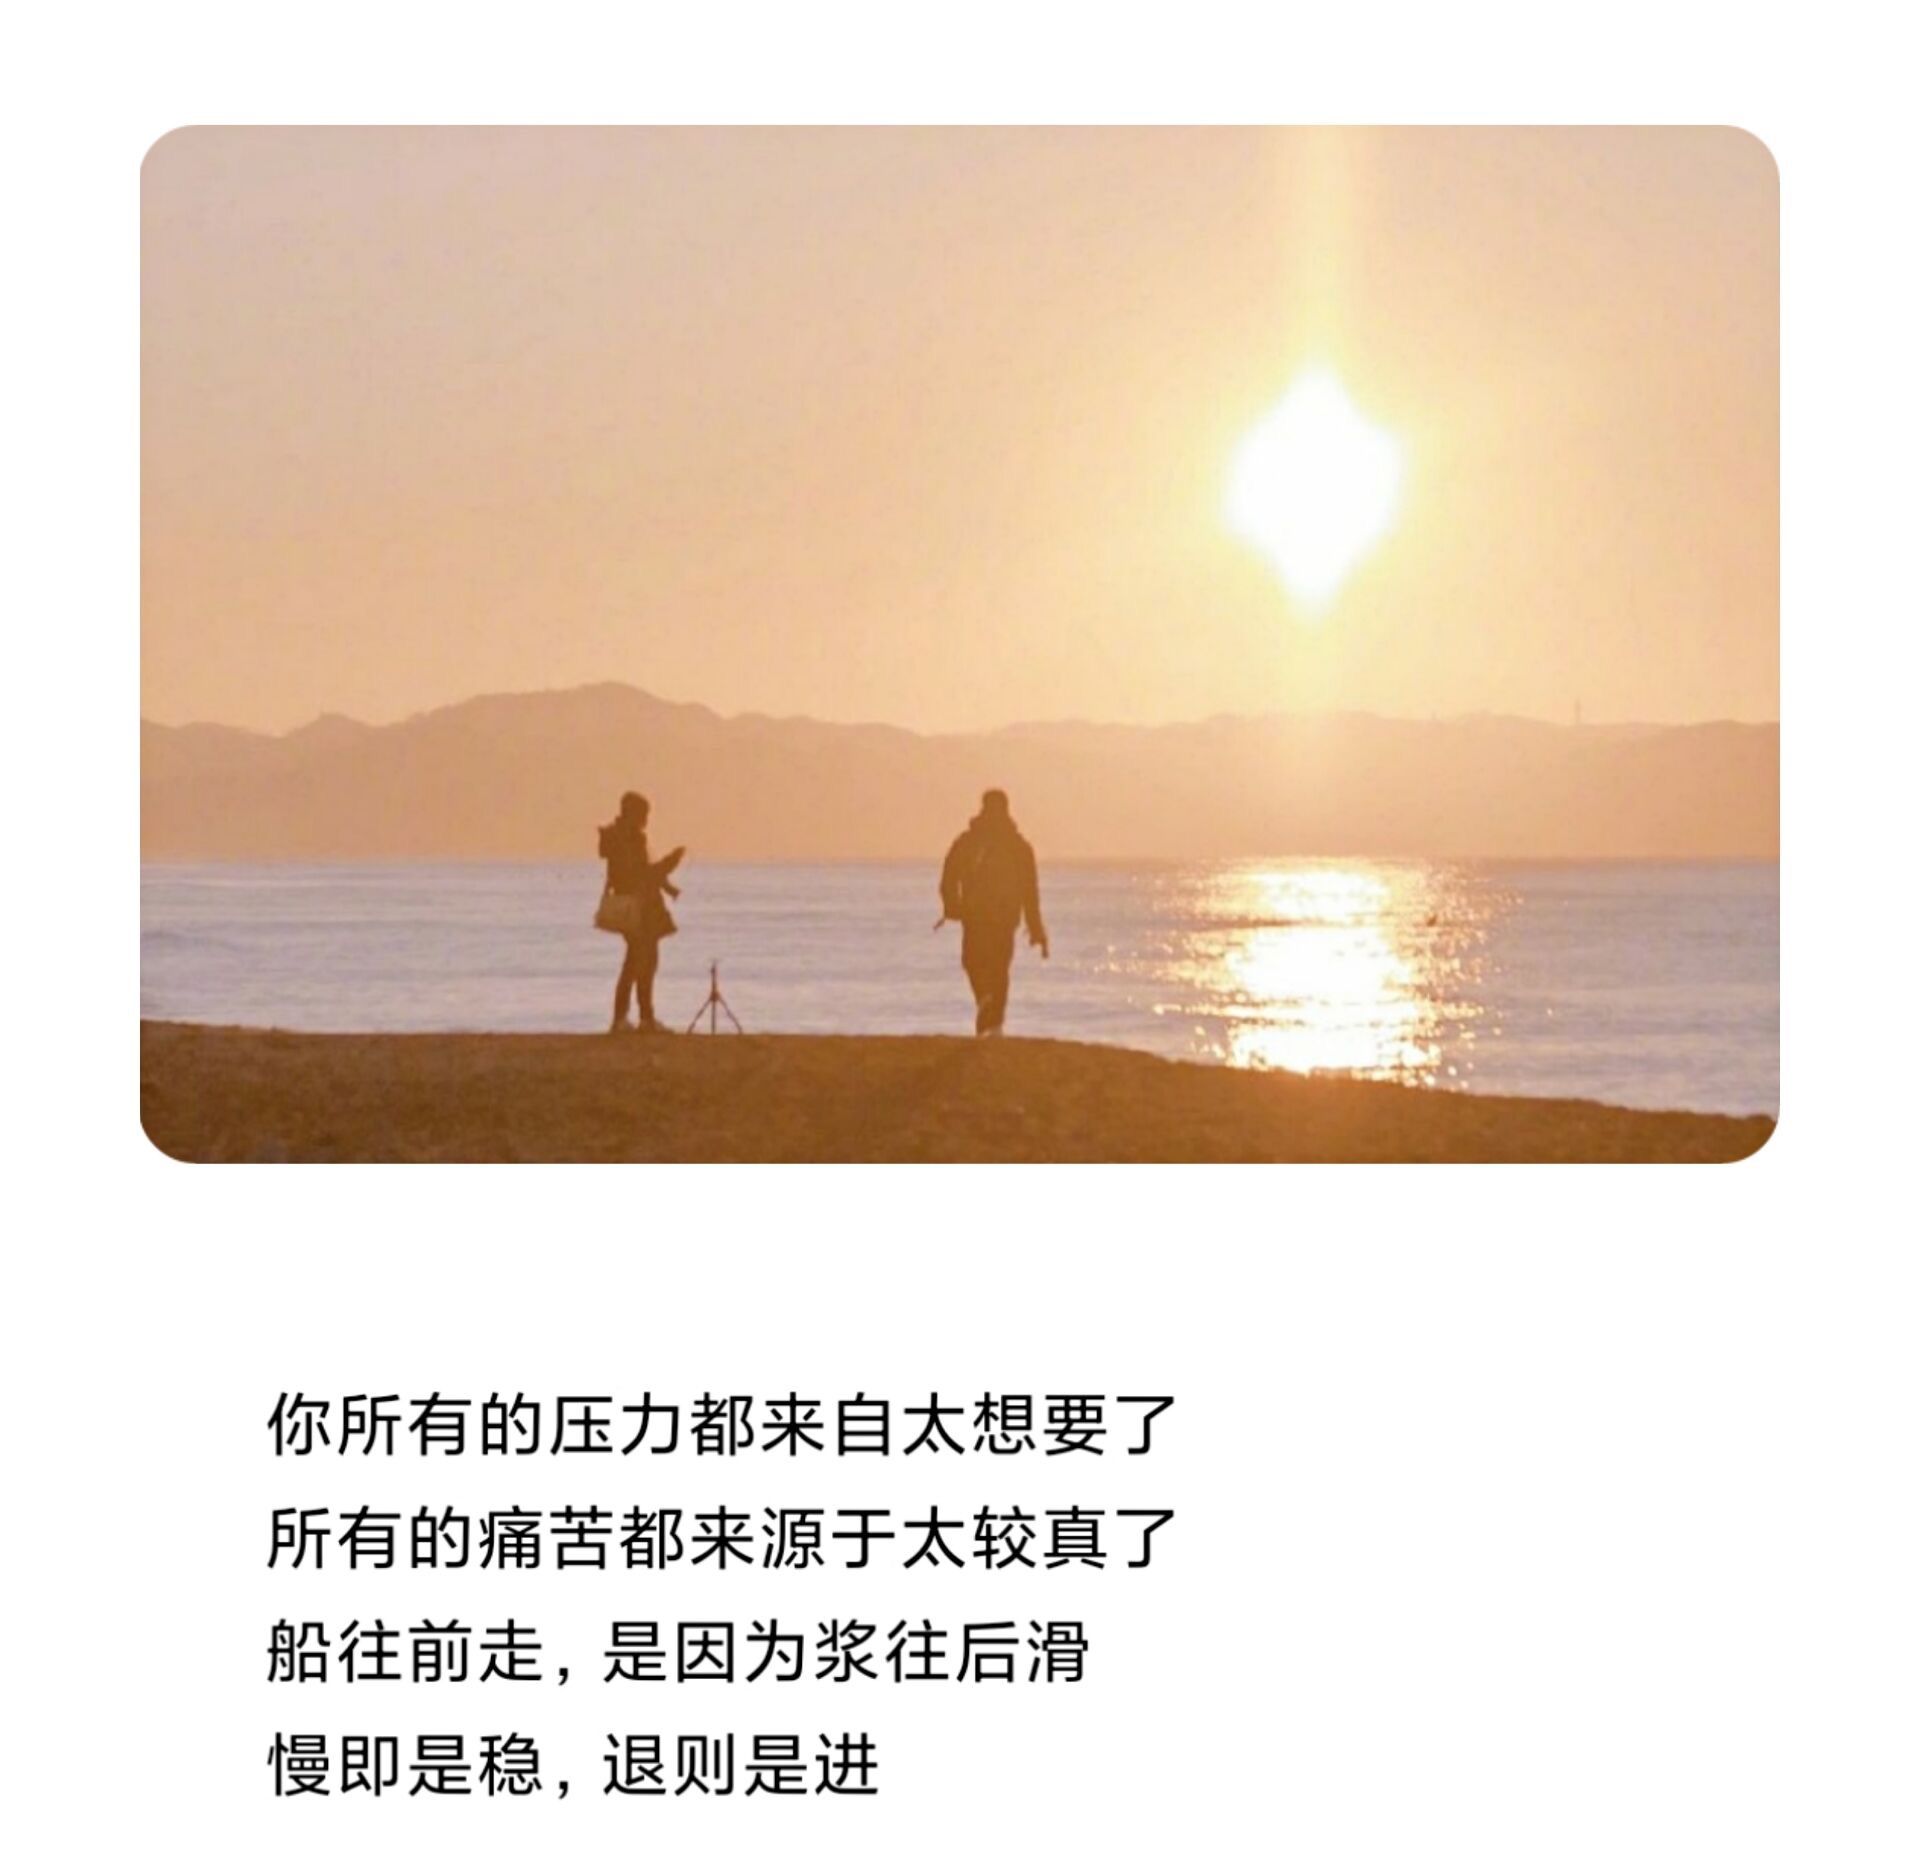 你所有的压力都来自太想要了
所有的痛苦都来源于太较真了
船往前走，是因为浆往后滑
慢即是稳，退则是进